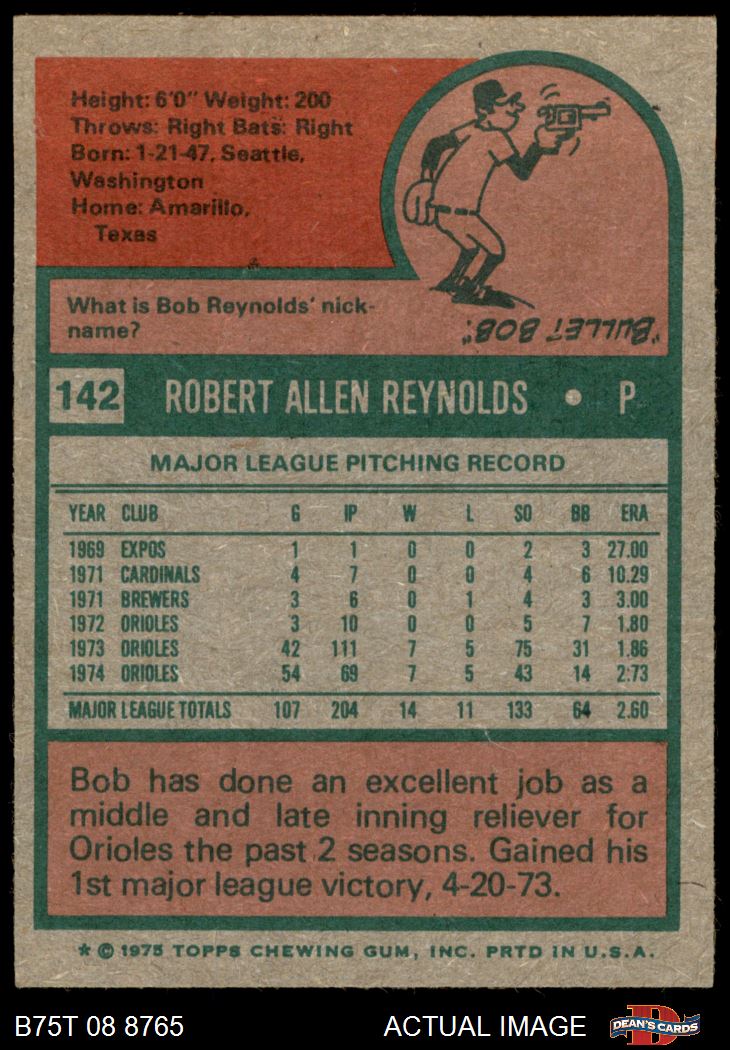 Height: 6'0" Weight: 200
Throws: Right Bats: Right
Born: 1-21-47, Seattle,
Washington
Home: Amarillo,
Texas
What is Bob Reynolds' nick-
name?
"BULLET BOB"
142 ROBERT ALLEN REYNOLDS • P
MAJOR LEAGUE PITCHING RECORD
YEAR CLUB G IP W L SO BB ERA
1969 EXPOS 1 1 0 0 2 3 27.00
1971 CARDINALS 4 7 0 0 4 6 10.29
1971 BREWERS 3 6 0 1 4 3 3.00
1972 ORIOLES 3 10 0 0 5 7 1.80
1973 ORIOLES 42 111 7 5 75 31 1.86
1974 ORIOLES 54 69 7 5 43 14 2:73
MAJOR LEAGUE TOTALS 107 204 14 11 133 64 2.60
Bob has done an excellent job as a
middle and late inning reliever for
Orioles the past 2 seasons. Gained his
1st major league victory, 4-20-73.
* © 1975 TOPPS CHEWING GUM, INC. PRTD IN U.S.A.
B75T 08 8765 ACTUAL IMAGE D DEAN'S CARDS